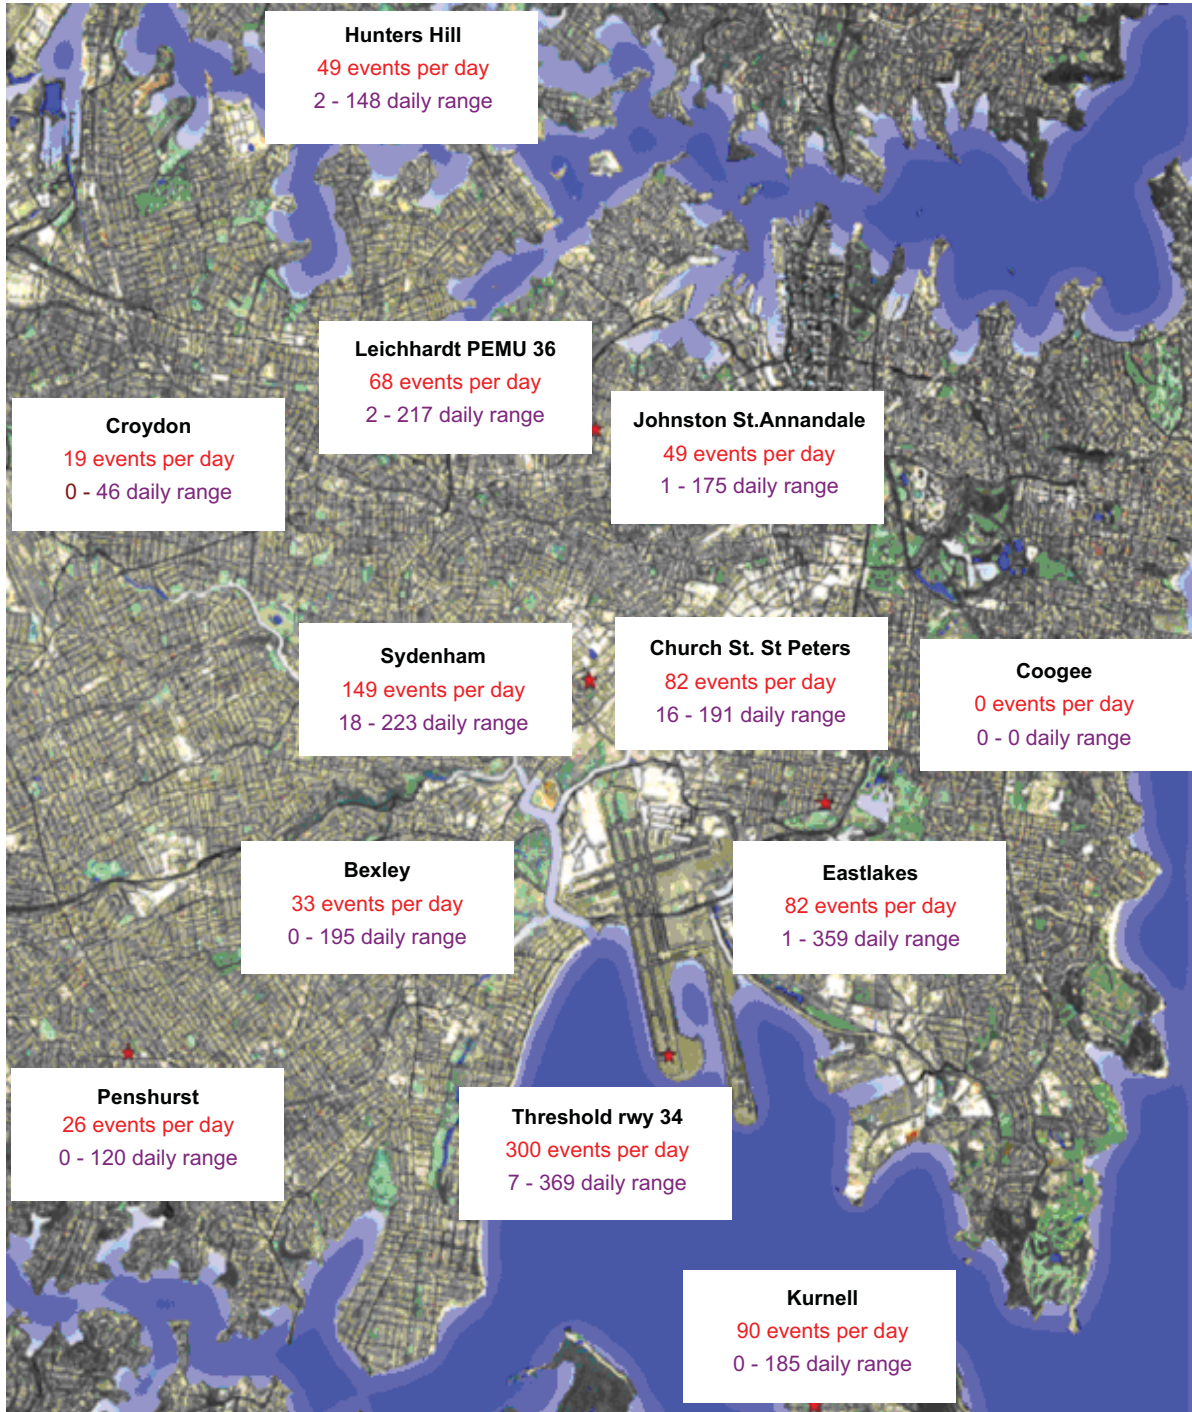 Hunters Hill
49 events per day
2 - 148 daily range
Leichhardt PEMU 36
68 events per day
2 - 217 daily range
Johnston St.Annandale
49 events per day
1 - 175 daily range
Croydon
19 events per day
0 - 46 daily range
Sydenham
149 events per day
18 - 223 daily range
Church St. St Peters
82 events per day
16 - 191 daily range
Coogee
0 events per day
0 - 0 daily range
Bexley
33 events per day
0 - 195 daily range
Eastlakes
82 events per day
1 - 359 daily range
Penshurst
26 events per day
0 - 120 daily range
Threshold rwy 34
300 events per day
7 - 369 daily range
Kurnell
90 events per day
0 - 185 daily range